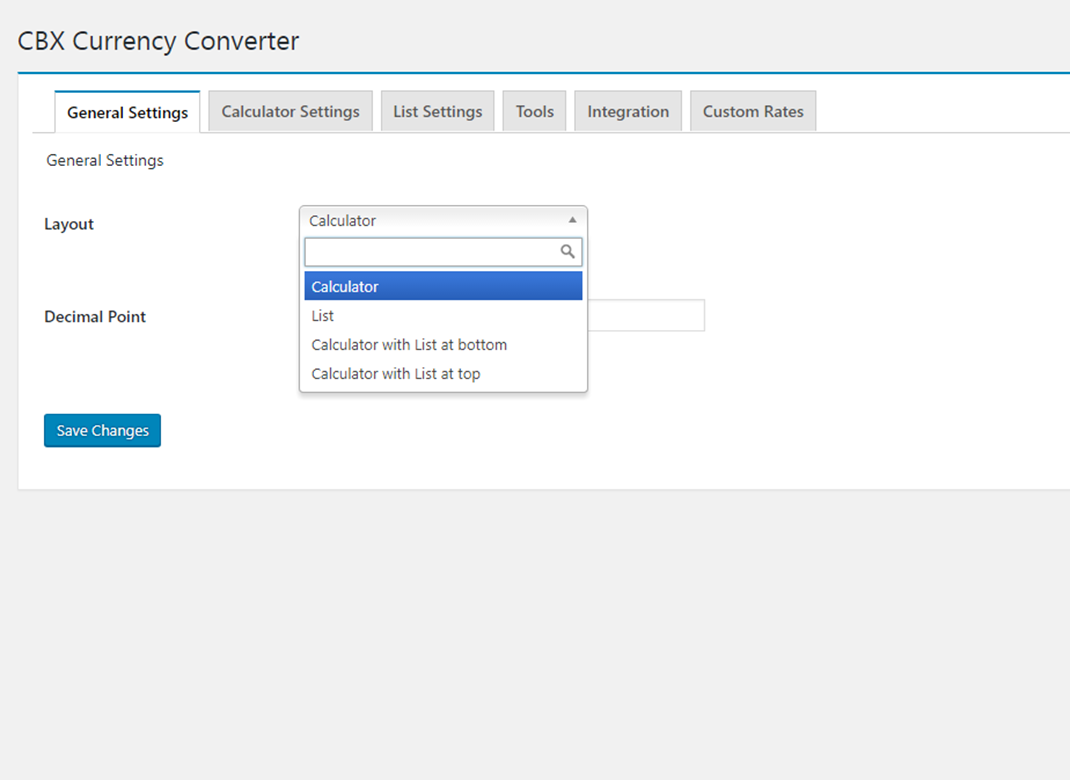 CBX Currency Converter
General Settings Calculator Settings List Settings Tools Integration Custom Rates
General Settings
Layout Calculator
Calculator
Decimal Point
List
Calculator with List at bottom
Calculator with List at top
Save Changes